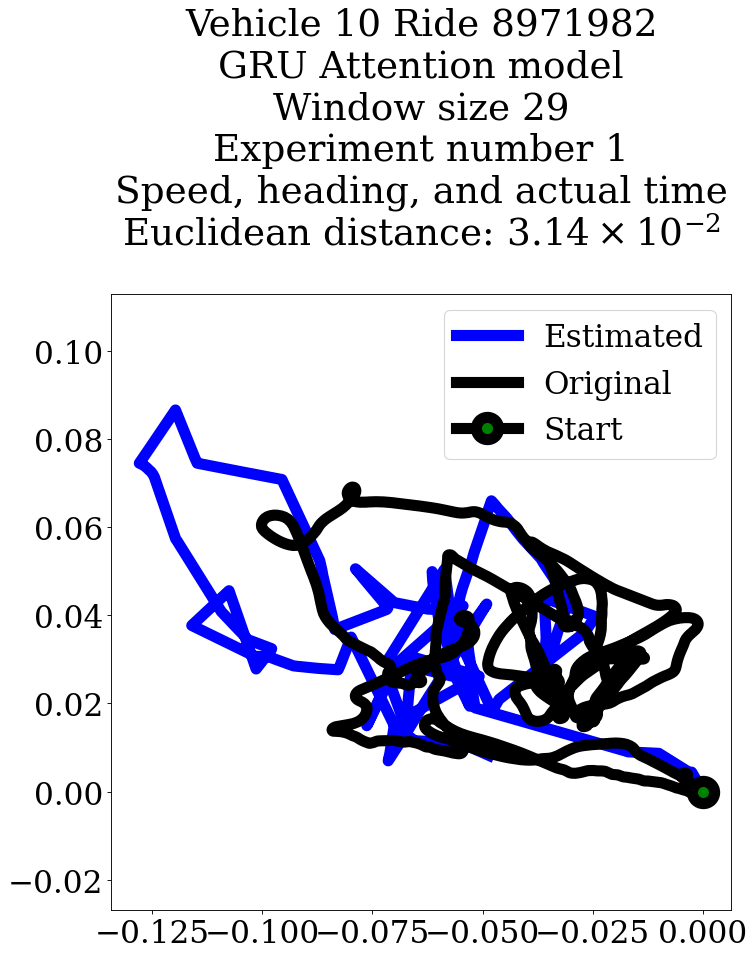 Vehicle 10 Ride 8971982
GRU Attention model
Window size 29
Experiment number 1
Speed, heading, and actual time
Euclidean distance: 3.14 × 10⁻²
Estimated
Original
Start
0.10
0.08
0.06
0.04
0.02
0.00
−0.02
−0.125 −0.100 −0.075 −0.050 −0.025 0.000